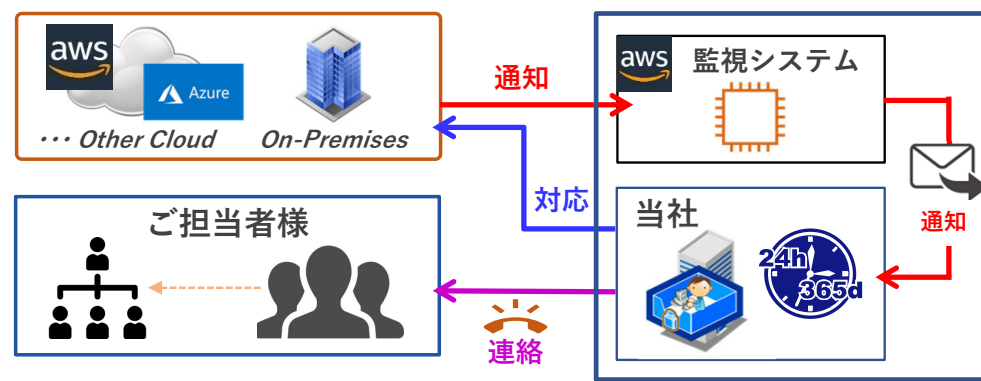 aws
Azure
・・・ Other Cloud
On-Premises
通知
aws
監視システム
通知
対応
ご担当者様
当社
24h
365d
連絡